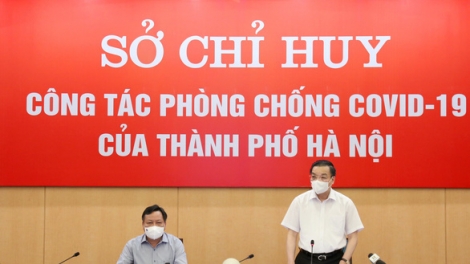 SỞ CHỈ HUY
CÔNG TÁC PHÒNG CHỐNG COVID-19
CỦA THÀNH PHỐ HÀ NỘI